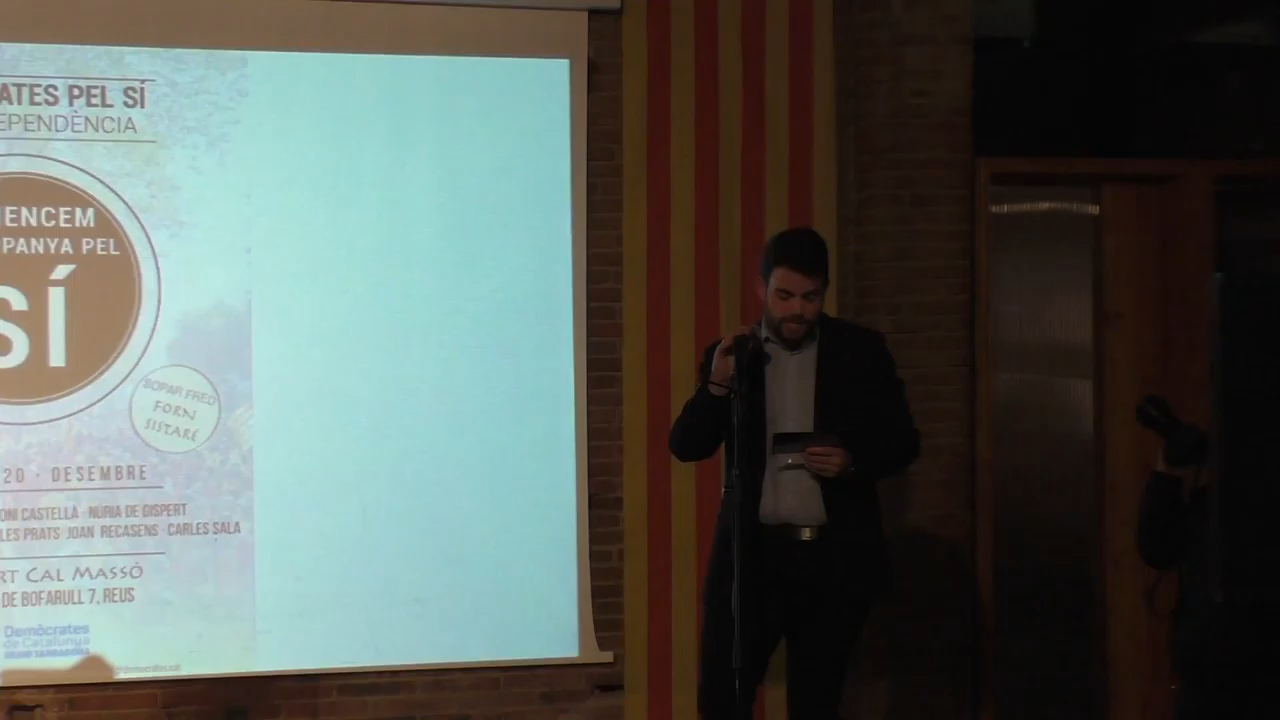 ATES PEL SÍ
EPENDÈNCIA
ENCEM
PANYA PEL
SÍ
SOPAR FRED
FORN
SISTARÉ
20 · DESEMBRE
ONI CASTELLÀ · NÚRIA DE GISPERT
LES PRATS JOAN RECASENS · CARLES SALA
RT CAL MASSÓ
DE BOFARULL 7, REUS
Demòcrates
de Catalunya